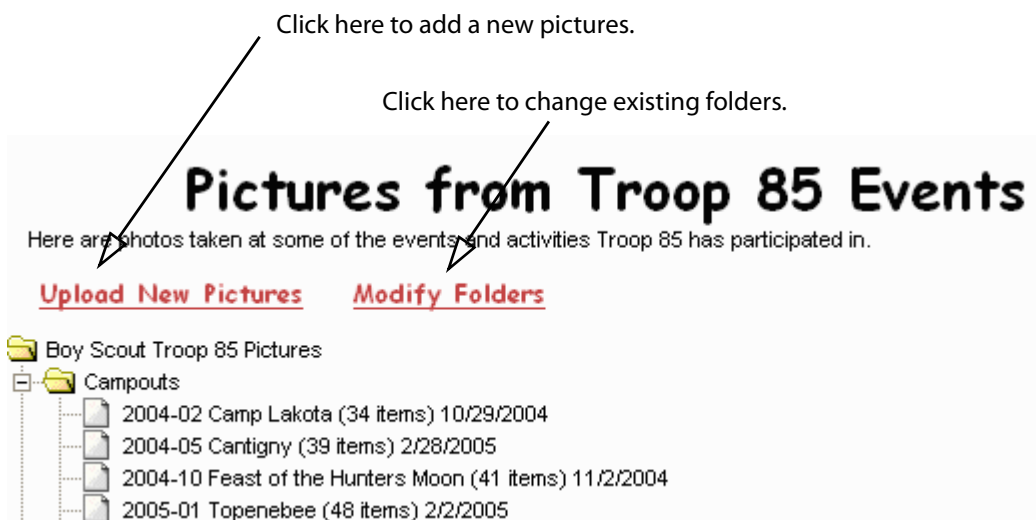 Click here to add a new pictures.
Click here to change existing folders.
Pictures from Troop 85 Events
Here are photos taken at some of the events and activities Troop 85 has participated in.
Upload New Pictures Modify Folders
Boy Scout Troop 85 Pictures
Campouts
2004-02 Camp Lakota (34 items) 10/29/2004
2004-05 Cantigny (39 items) 2/28/2005
2004-10 Feast of the Hunters Moon (41 items) 11/2/2004
2005-01 Topenebee (48 items) 2/2/2005